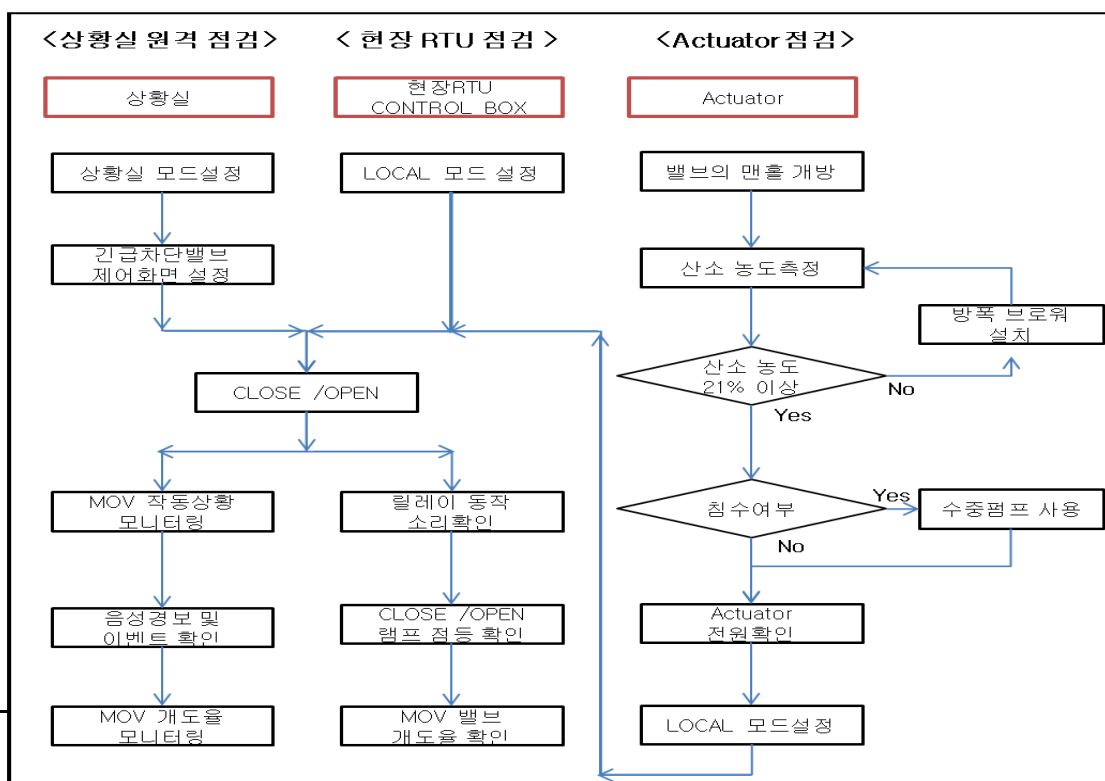 <상황실 원격 점검>
< 현장 RTU 점검 >
<Actuator 점검>
상황실
현장RTU
CONTROL BOX
Actuator
상황실 모드설정
LOCAL 모드 설정
밸브의 맨홀 개방
긴급차단밸브
제어화면 설정
산소 농도측정
방폭 브로워
설치
산소 농도
21% 이상
No
Yes
CLOSE /OPEN
MOV 작동상황
모니터링
릴레이 동작
소리확인
침수여부
Yes
수중펌프 사용
No
음성경보 및
이벤트 확인
CLOSE /OPEN
램프 점등 확인
Actuator
전원확인
MOV 개도율
모니터링
MOV 밸브
개도율 확인
LOCAL 모드설정